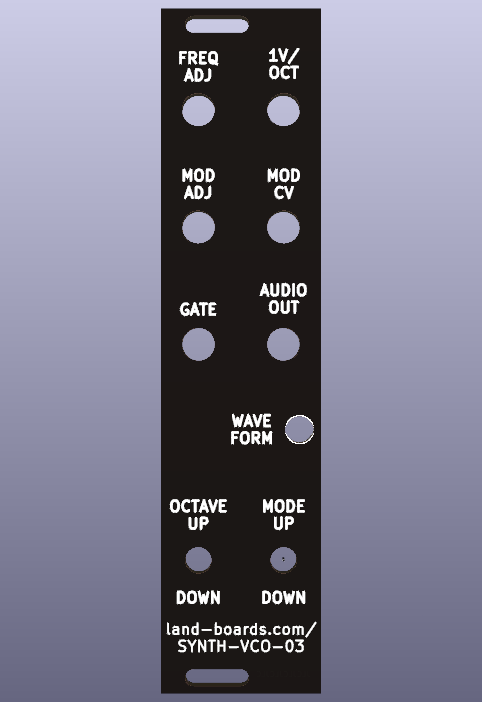 FREQ
ADJ
1V/
OCT
MOD
ADJ
MOD
CV
GATE
AUDIO
OUT
WAVE
FORM
OCTAVE
UP
MODE
UP
DOWN
DOWN
land-boards.com/
SYNTH-VCO-03